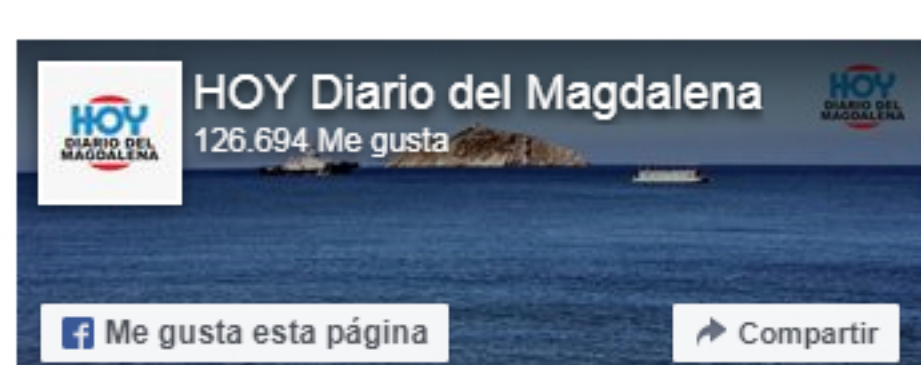 HOY Diario del Magdalena
126.694 Me gusta
HOY
DIARIO DEL
MAGDALENA
HOY
DIARIO DEL
MAGDALENA
Me gusta esta página
Compartir